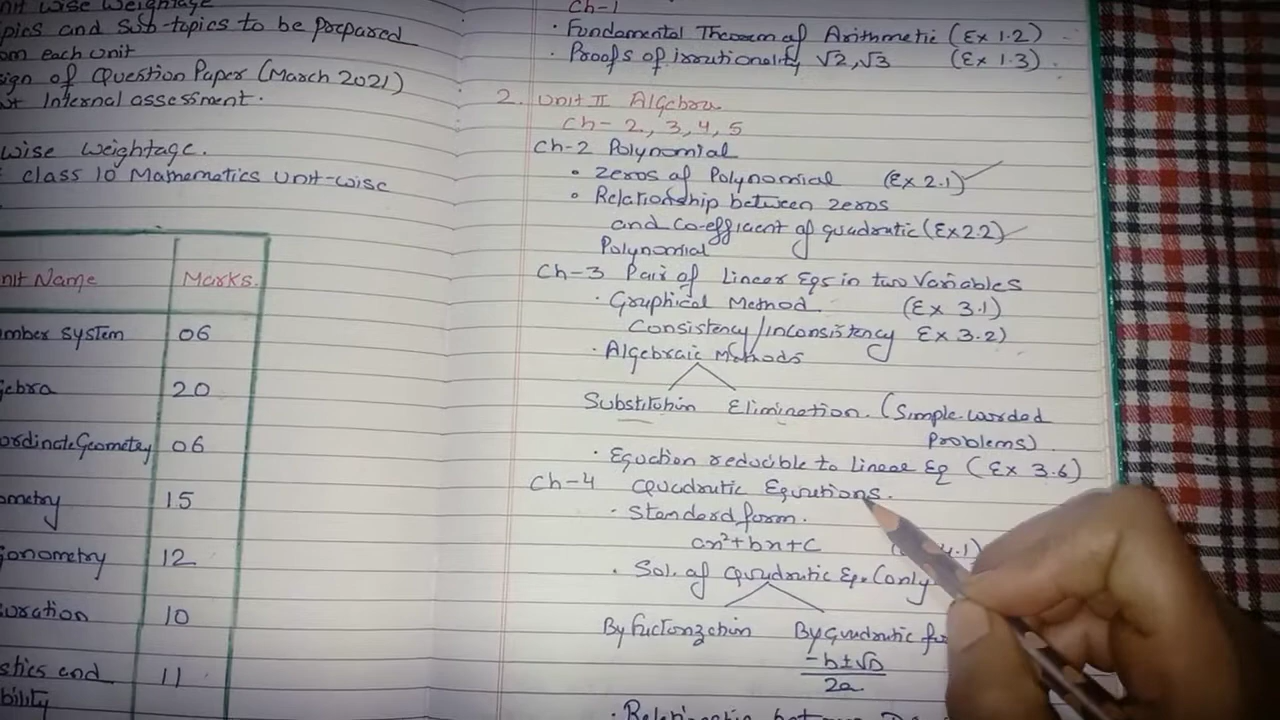 nit wise weightage
pics and Sub-topics to be prepared
om each unit
sign of Question Paper (March 2021)
Internal assessment.
wise weightage.
class 10 Mathematics unit-wise
nit Name Marks.
mber system 06
gebra 20
ordinate Geometry 06
ometry 15
gonometry 12
uration 10
stics and 11
bility
Ch-1
· Fundamental Theorem of Arithmetic (Ex 1.2)
· Proofs of irrationality √2, √3 (Ex 1.3).
2. Unit II Algebra
Ch- 2, 3, 4, 5
Ch-2 Polynomial
• Zeros of Polynomial (Ex 2.1)
• Relationship between zeros
and Co-efficient of quadratic (Ex 2.2)
Polynomial
Ch-3 Pair of Linear Eqs in two Variables
· Graphical Method (Ex 3.1)
Consistency/inconsistency Ex 3.2)
· Algebraic Methods
Substitution Elimination. (Simple worded
Problems)
· Equation reducible to linear Eq (Ex 3.6)
Ch-4 Quadratic Equations.
· Standard form.
ax²+bx+c 4.1)
· Sol. of Quadratic Eq. (only
By factorization By quadratic for
-b±√D
2a